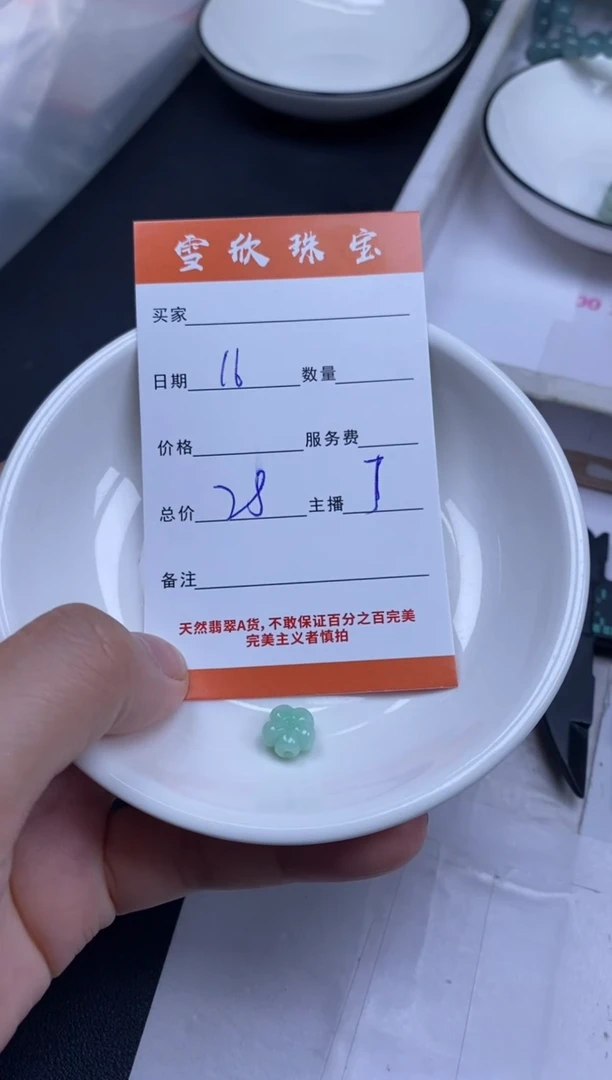 雪欣珠宝
买家
日期 16 数量
价格 服务费
总价 28 主播 T
备注
天然翡翠A货,不敢保证百分之百完美
完美主义者慎拍